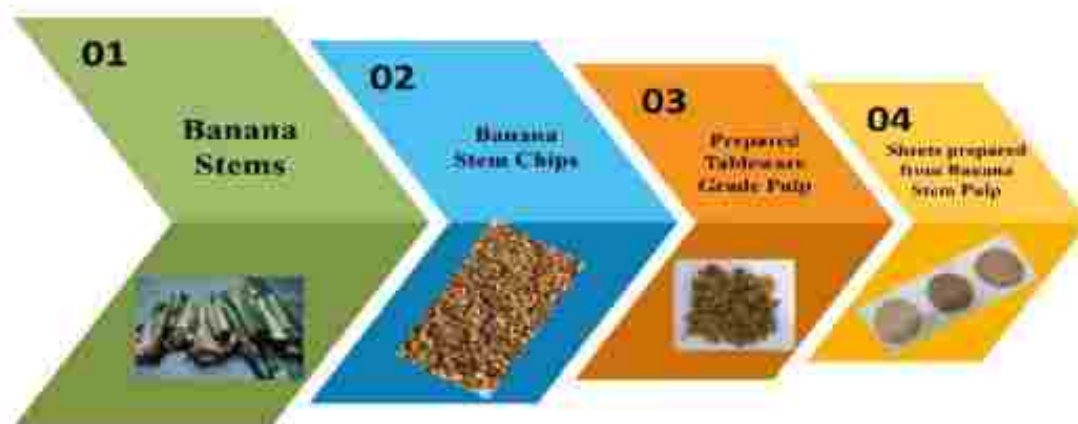 01
Banana
Stems
02
Banana
Stem Chips
03
Prepared
Tableware
Grade Pulp
04
Sheets prepared
from Banana
Stem Pulp